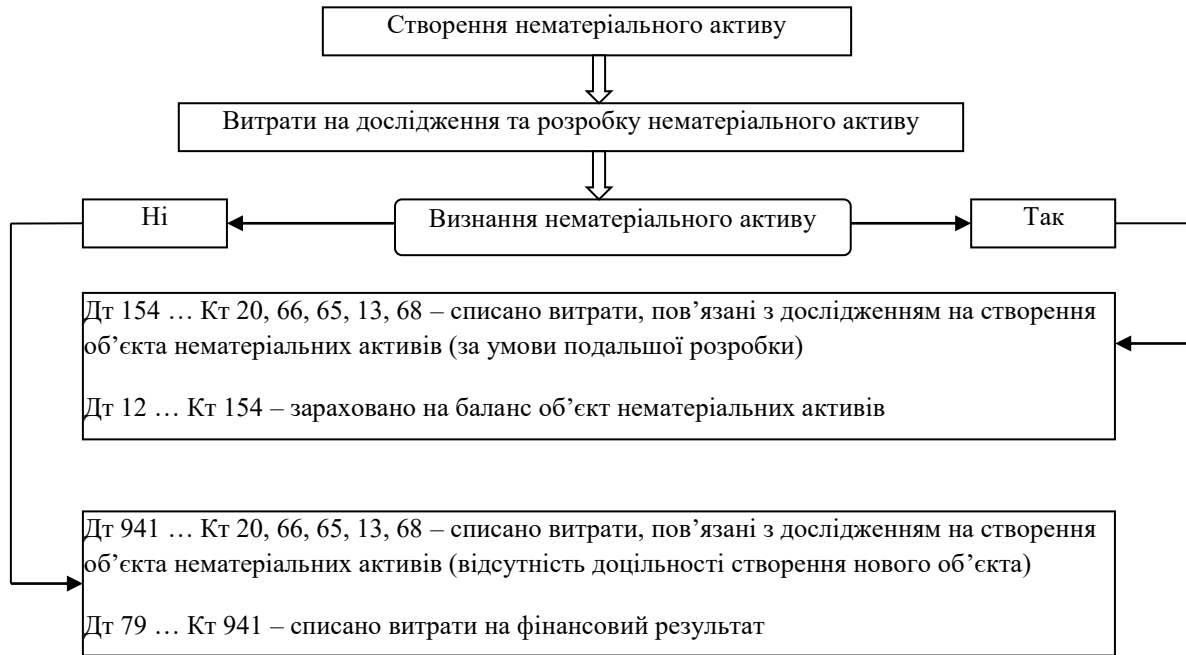 Створення нематеріального активу
Витрати на дослідження та розробку нематеріального активу
Ні
Визнання нематеріального активу
Так
Дт 154 … Кт 20, 66, 65, 13, 68 – списано витрати, пов’язані з дослідженням на створення
об’єкта нематеріальних активів (за умови подальшої розробки)
Дт 12 … Кт 154 – зараховано на баланс об’єкт нематеріальних активів
Дт 941 … Кт 20, 66, 65, 13, 68 – списано витрати, пов’язані з дослідженням на створення
об’єкта нематеріальних активів (відсутність доцільності створення нового об’єкта)
Дт 79 … Кт 941 – списано витрати на фінансовий результат